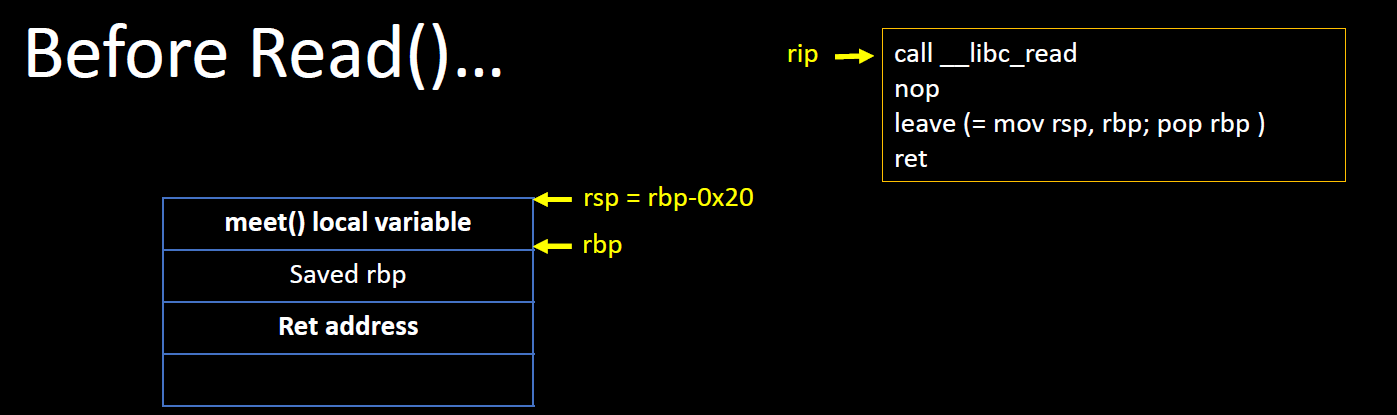 Before Read()...
rip
call __libc_read
nop
leave (= mov rsp, rbp; pop rbp )
ret
rsp = rbp-0x20
meet() local variable
rbp
Saved rbp
Ret address